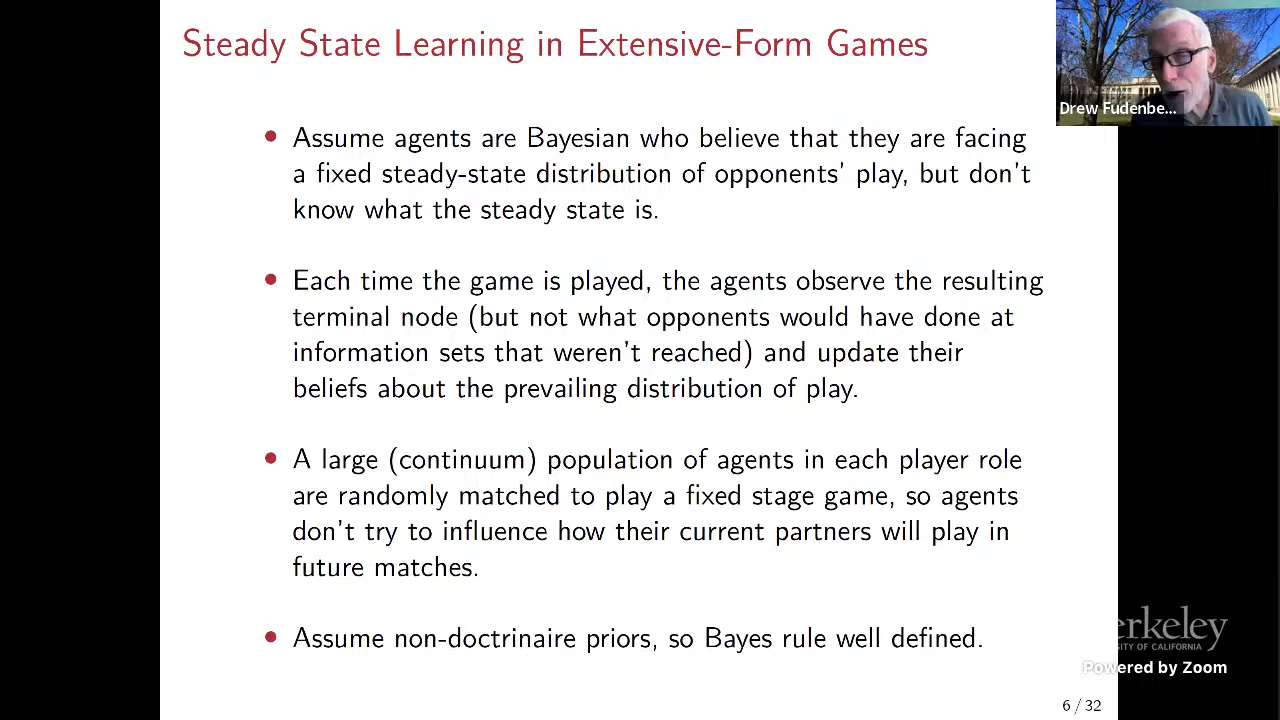 Steady State Learning in Extensive-Form Games
Drew Fudenbe...
• Assume agents are Bayesian who believe that they are facing
a fixed steady-state distribution of opponents' play, but don't
know what the steady state is.
• Each time the game is played, the agents observe the resulting
terminal node (but not what opponents would have done at
information sets that weren't reached) and update their
beliefs about the prevailing distribution of play.
• A large (continuum) population of agents in each player role
are randomly matched to play a fixed stage game, so agents
don't try to influence how their current partners will play in
future matches.
• Assume non-doctrinaire priors, so Bayes rule well defined.
erkeley
SITY OF CALIFORNIA
Powered by Zoom
6 / 32